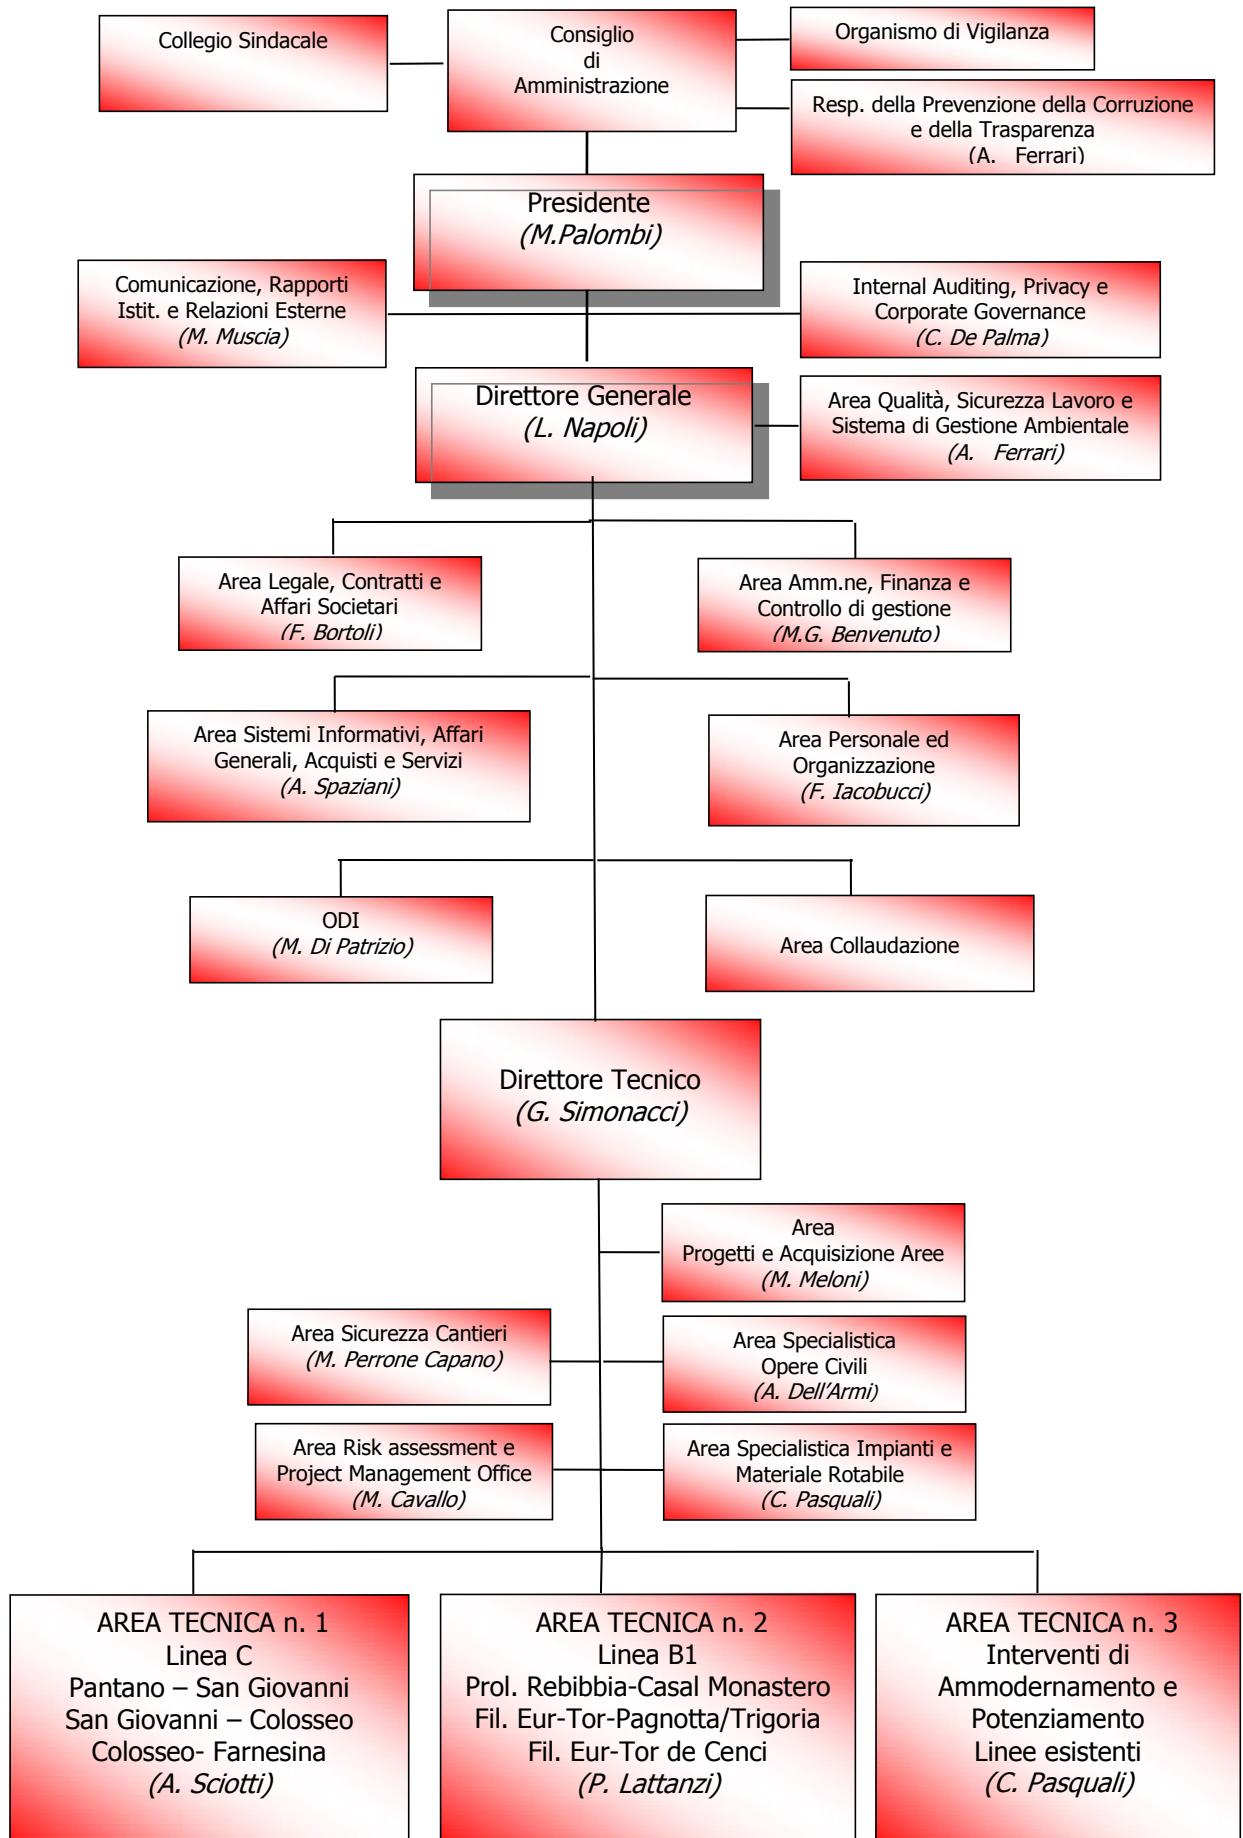 Collegio Sindacale
Consiglio
di
Amministrazione
Organismo di Vigilanza
Resp. della Prevenzione della Corruzione
e della Trasparenza
(A. Ferrari)
Presidente
(M.Palombi)
Comunicazione, Rapporti
Istit. e Relazioni Esterne
(M. Muscia)
Internal Auditing, Privacy e
Corporate Governance
(C. De Palma)
Direttore Generale
(L. Napoli)
Area Qualità, Sicurezza Lavoro e
Sistema di Gestione Ambientale
(A. Ferrari)
Area Legale, Contratti e
Affari Societari
(F. Bortoli)
Area Amm.ne, Finanza e
Controllo di gestione
(M.G. Benvenuto)
Area Sistemi Informativi, Affari
Generali, Acquisti e Servizi
(A. Spaziani)
Area Personale ed
Organizzazione
(F. Iacobucci)
ODI
(M. Di Patrizio)
Area Collaudazione
Direttore Tecnico
(G. Simonacci)
Area
Progetti e Acquisizione Aree
(M. Meloni)
Area Sicurezza Cantieri
(M. Perrone Capano)
Area Specialistica
Opere Civili
(A. Dell'Armi)
Area Risk assessment e
Project Management Office
(M. Cavallo)
Area Specialistica Impianti e
Materiale Rotabile
(C. Pasquali)
AREA TECNICA n. 1
Linea C
Pantano – San Giovanni
San Giovanni – Colosseo
Colosseo- Farnesina
(A. Sciotti)
AREA TECNICA n. 2
Linea B1
Prol. Rebibbia-Casal Monastero
Fil. Eur-Tor-Pagnotta/Trigoria
Fil. Eur-Tor de Cenci
(P. Lattanzi)
AREA TECNICA n. 3
Interventi di
Ammodernamento e
Potenziamento
Linee esistenti
(C. Pasquali)